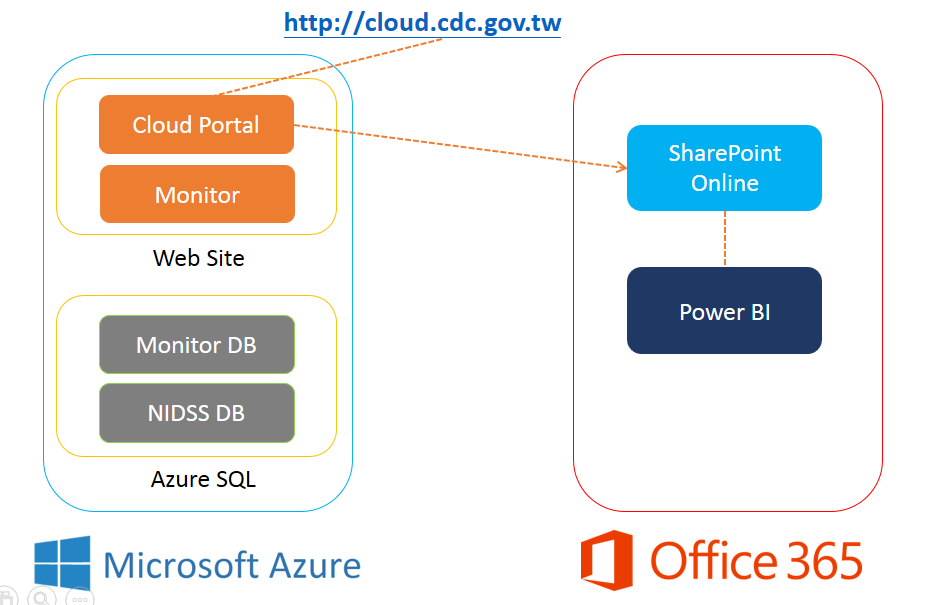 http://cloud.cdc.gov.tw
Cloud Portal
Monitor
Web Site
Monitor DB
NIDSS DB
Azure SQL
Microsoft Azure
SharePoint
Online
Power BI
Office 365